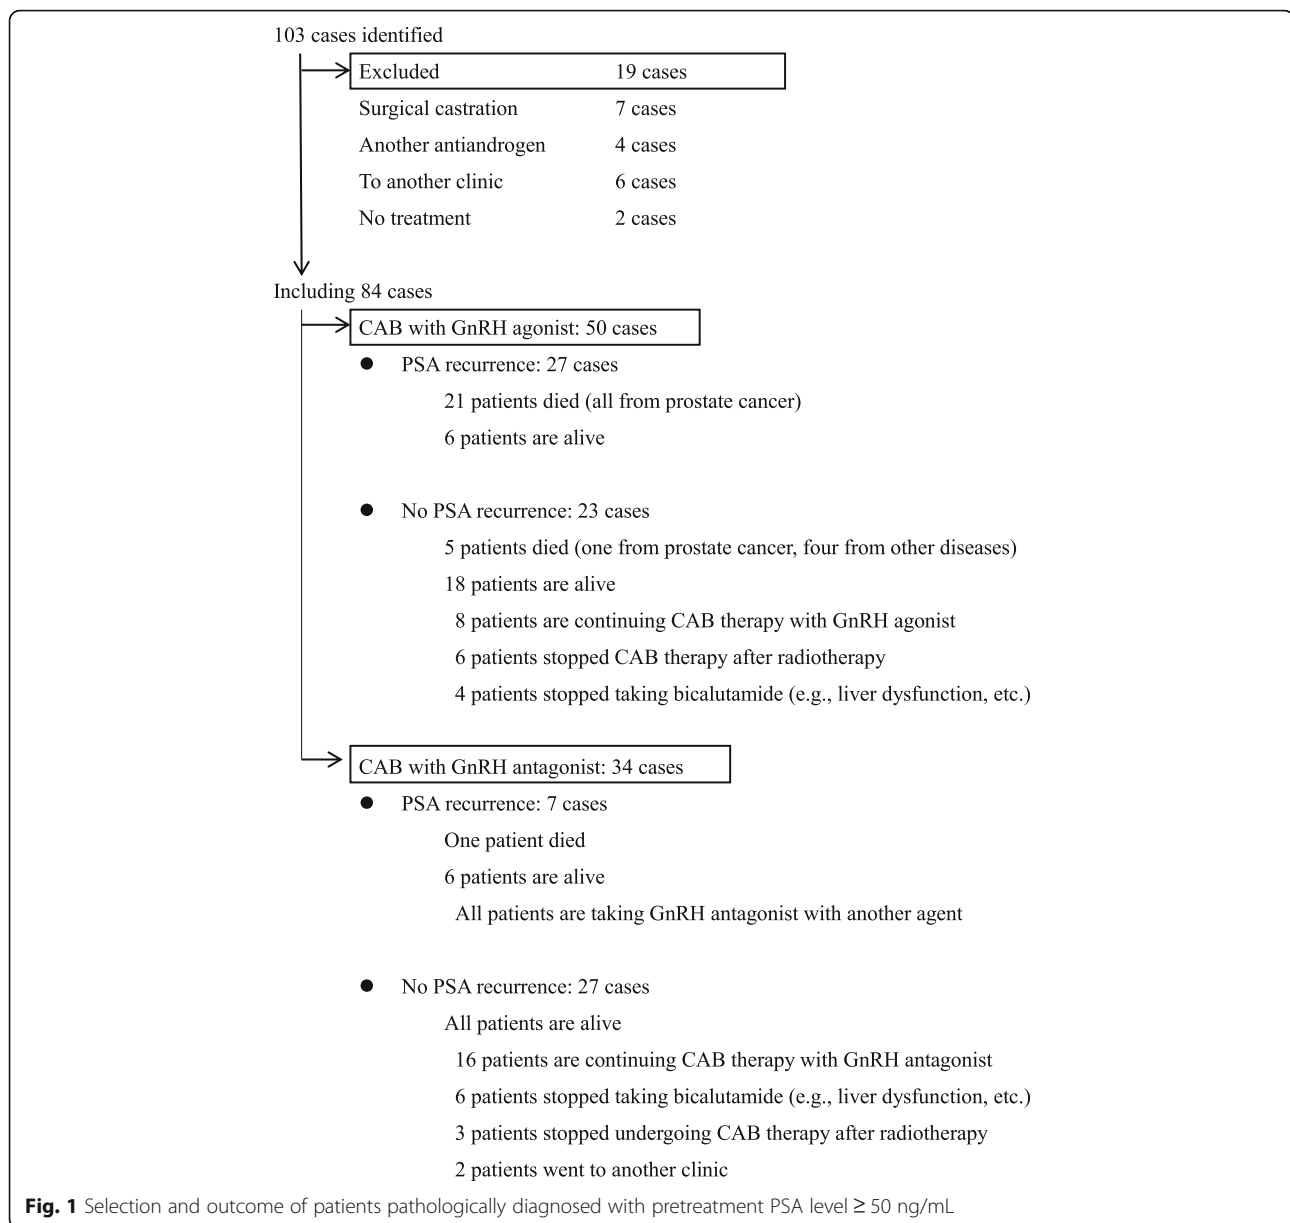 103 cases identified
Excluded 19 cases
Surgical castration 7 cases
Another antiandrogen 4 cases
To another clinic 6 cases
No treatment 2 cases
Including 84 cases
CAB with GnRH agonist: 50 cases
● PSA recurrence: 27 cases
21 patients died (all from prostate cancer)
6 patients are alive
● No PSA recurrence: 23 cases
5 patients died (one from prostate cancer, four from other diseases)
18 patients are alive
8 patients are continuing CAB therapy with GnRH agonist
6 patients stopped CAB therapy after radiotherapy
4 patients stopped taking bicalutamide (e.g., liver dysfunction, etc.)
CAB with GnRH antagonist: 34 cases
● PSA recurrence: 7 cases
One patient died
6 patients are alive
All patients are taking GnRH antagonist with another agent
● No PSA recurrence: 27 cases
All patients are alive
16 patients are continuing CAB therapy with GnRH antagonist
6 patients stopped taking bicalutamide (e.g., liver dysfunction, etc.)
3 patients stopped undergoing CAB therapy after radiotherapy
2 patients went to another clinic
Fig. 1 Selection and outcome of patients pathologically diagnosed with pretreatment PSA level ≥ 50 ng/mL